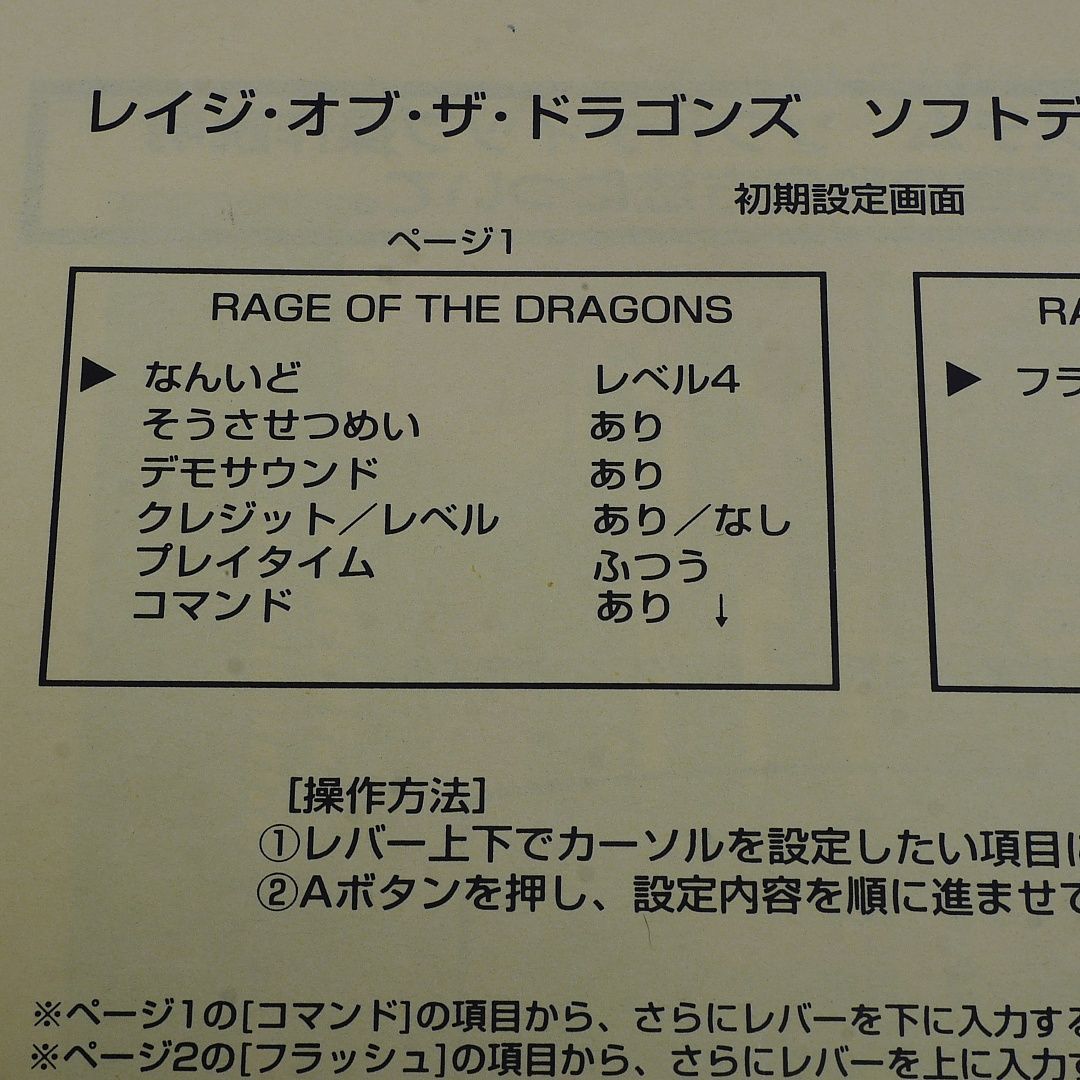 レイジ・オブ・ザ・ドラゴンズ　ソフトデ
初期設定画面
ページ1
RAGE OF THE DRAGONS
▶ なんいど　レベル4
そうさせつめい　あり
デモサウンド　あり
クレジット／レベル　あり／なし
プレイタイム　ふつう
コマンド　あり ↓
RA
▶ フラ
[操作方法]
①レバー上下でカーソルを設定したい項目に
②Aボタンを押し、設定内容を順に進ませて
※ページ1の[コマンド]の項目から、さらにレバーを下に入力する
※ページ2の[フラッシュ]の項目から、さらにレバーを上に入力す